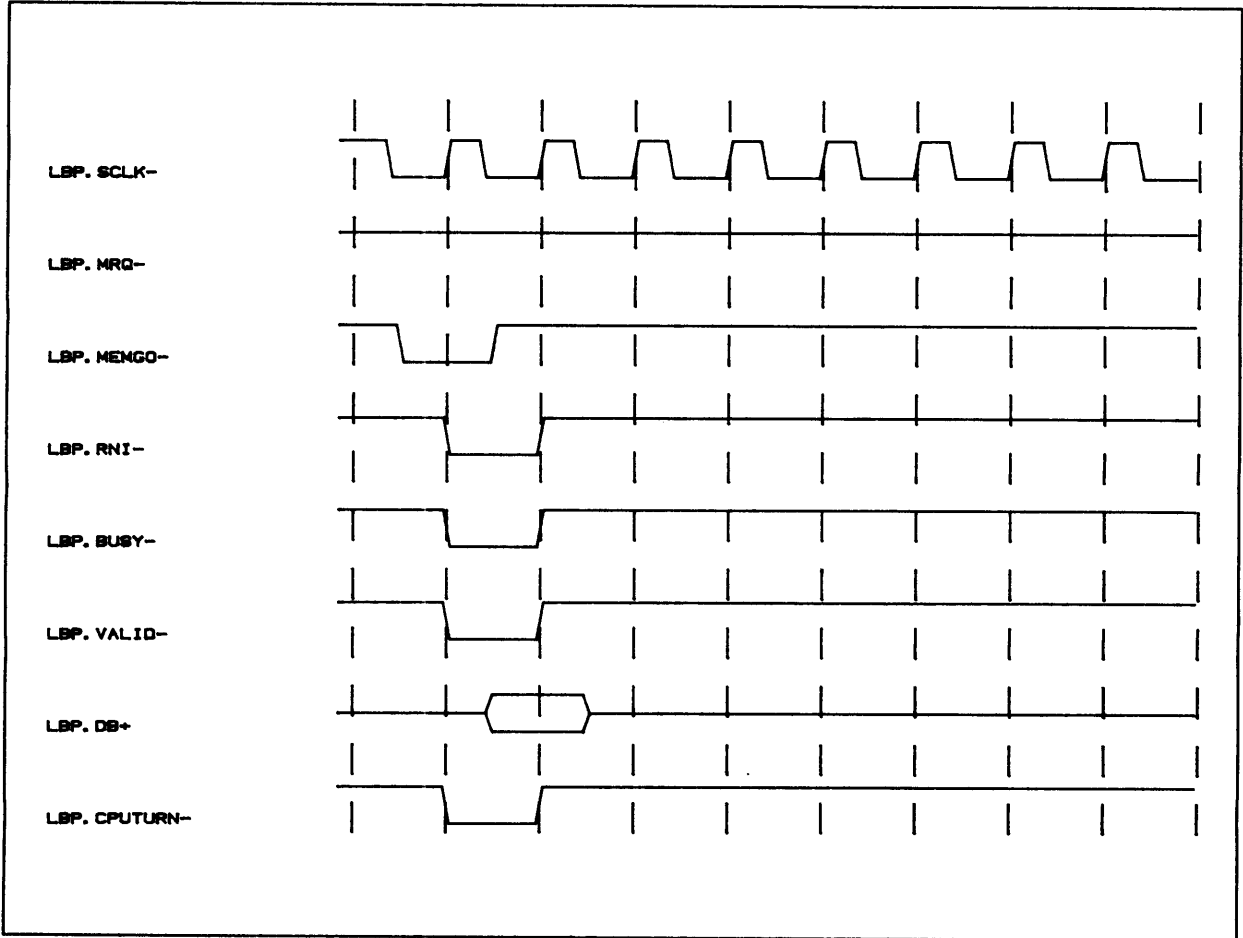 LBP. SCLK-
LBP. MRQ-
LBP. MEMGO-
LBP. RNI-
LBP. BUSY-
LBP. VALID-
LBP. DB+
LBP. CPUTURN-